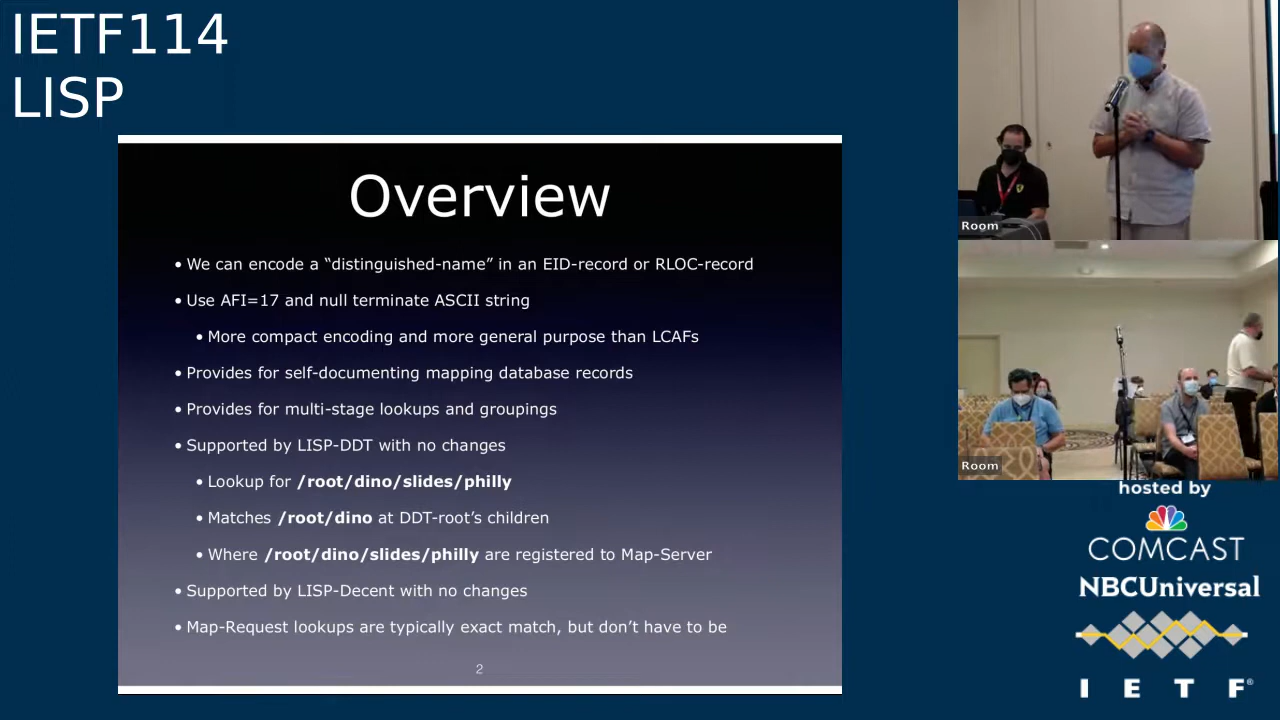 IETF114
LISP
Overview
• We can encode a “distinguished-name” in an EID-record or RLOC-record
• Use AFI=17 and null terminate ASCII string
• More compact encoding and more general purpose than LCAFs
• Provides for self-documenting mapping database records
• Provides for multi-stage lookups and groupings
• Supported by LISP-DDT with no changes
• Lookup for /root/dino/slides/philly
• Matches /root/dino at DDT-root’s children
• Where /root/dino/slides/philly are registered to Map-Server
• Supported by LISP-Decent with no changes
• Map-Request lookups are typically exact match, but don’t have to be
2
Room
Room
hosted by
COMCAST
NBCUniversal
I E T F®